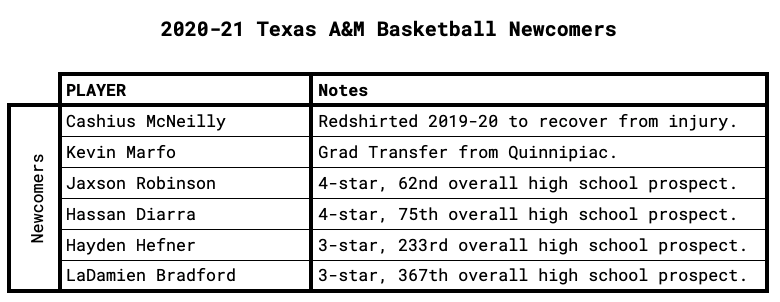 2020-21 Texas A&M Basketball Newcomers
PLAYER Notes
Newcomers
Cashius McNeilly Redshirted 2019-20 to recover from injury.
Kevin Marfo Grad Transfer from Quinnipiac.
Jaxson Robinson 4-star, 62nd overall high school prospect.
Hassan Diarra 4-star, 75th overall high school prospect.
Hayden Hefner 3-star, 233rd overall high school prospect.
LaDamien Bradford 3-star, 367th overall high school prospect.